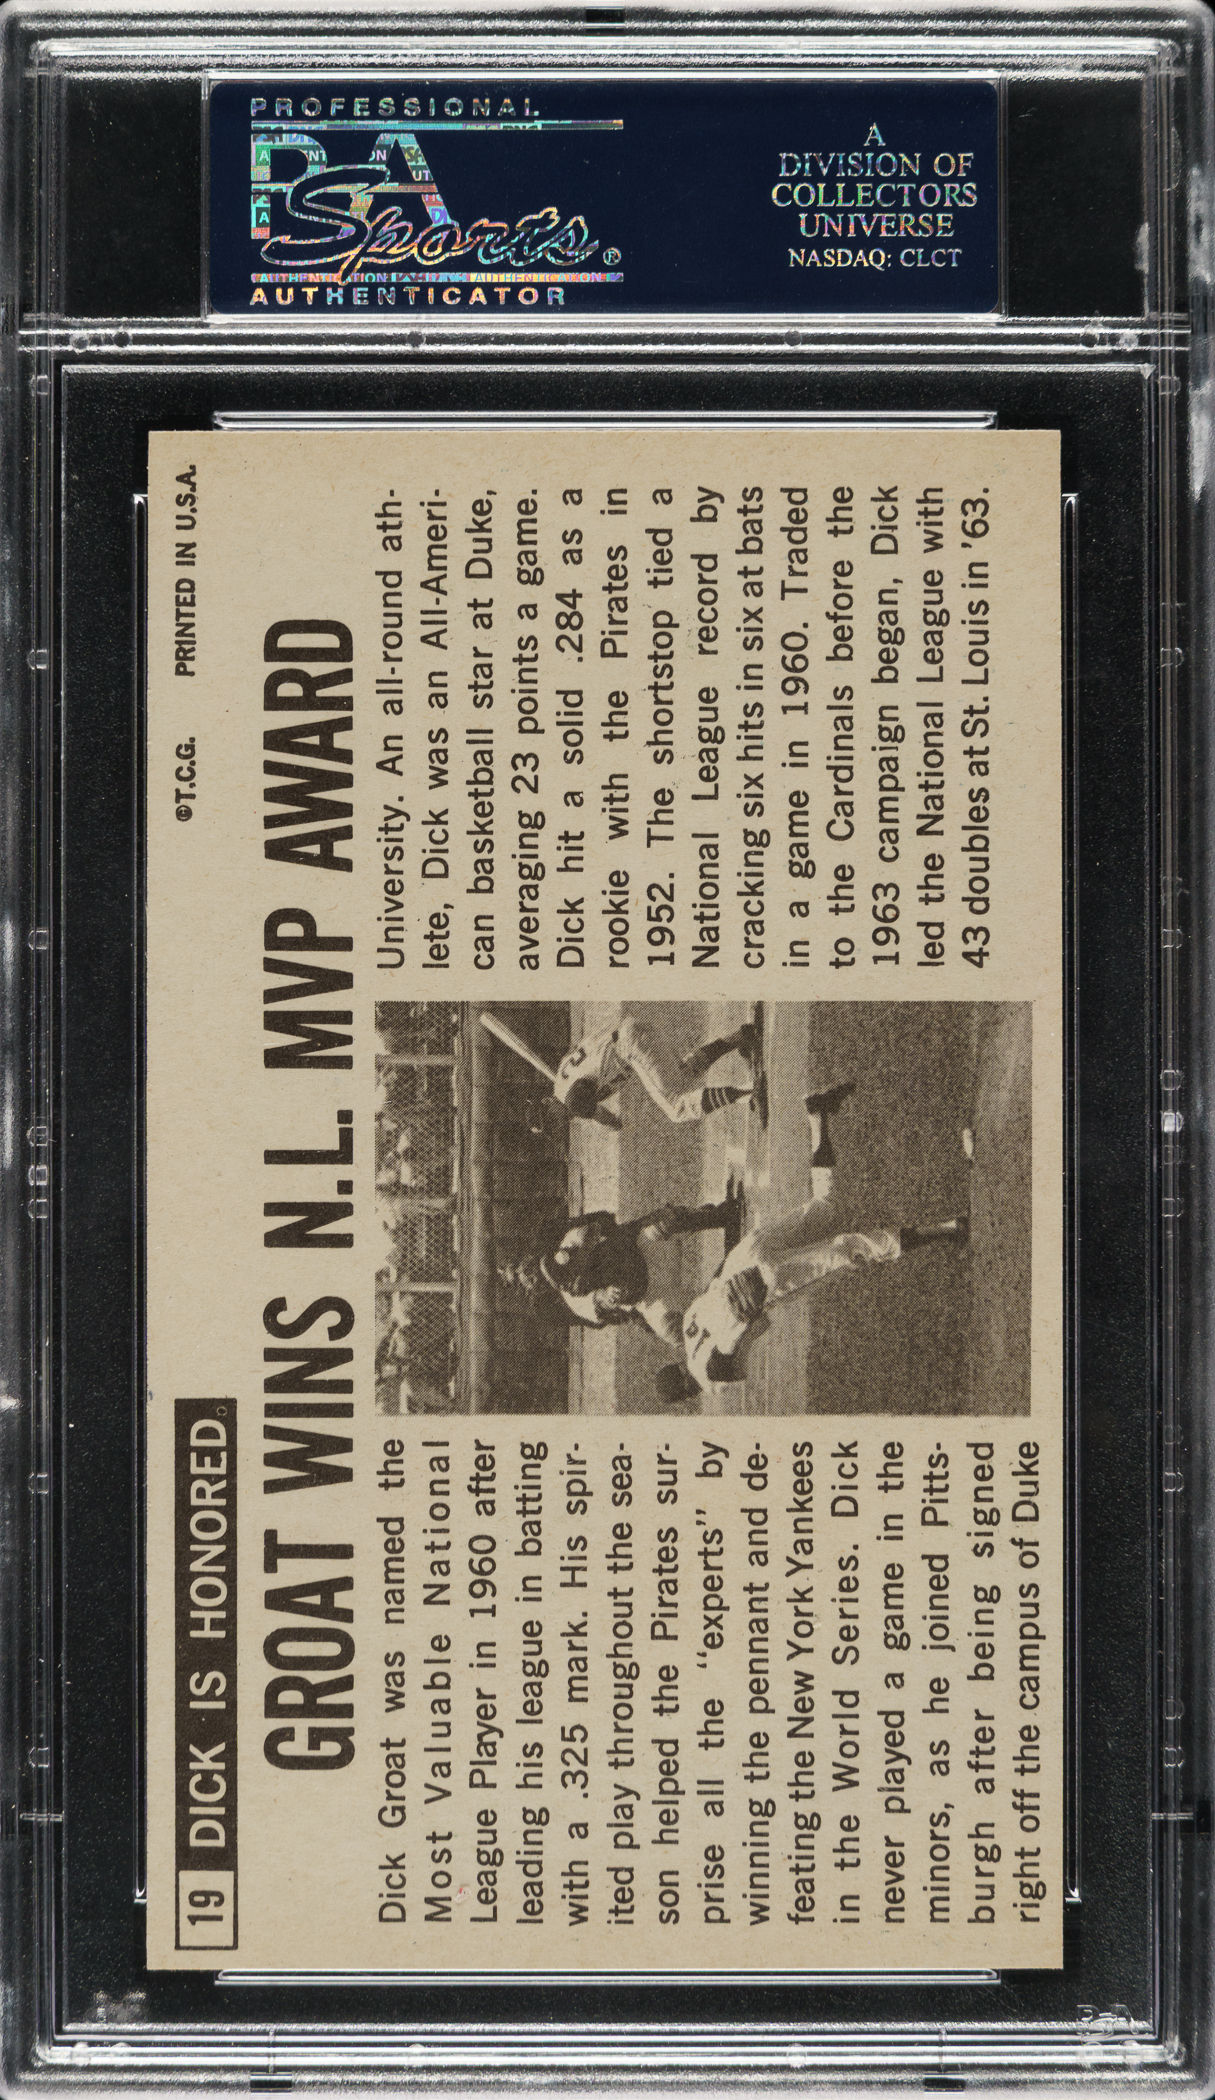 PROFESSIONAL
PSA
Sports®
AUTHENTICATOR
A
DIVISION OF
COLLECTORS
UNIVERSE
NASDAQ: CLCT
19 DICK IS HONORED
©T.C.G. PRINTED IN U.S.A.
GROAT WINS N.L. MVP AWARD
Dick Groat was named the
Most Valuable National
League Player in 1960 after
leading his league in batting
with a .325 mark. His spir-
ited play throughout the sea-
son helped the Pirates sur-
prise all the "experts" by
winning the pennant and de-
feating the New York Yankees
in the World Series. Dick
never played a game in the
minors, as he joined Pitts-
burgh after being signed
right off the campus of Duke
University. An all-round ath-
lete, Dick was an All-Ameri-
can basketball star at Duke,
averaging 23 points a game.
Dick hit a solid .284 as a
rookie with the Pirates in
1952. The shortstop tied a
National League record by
cracking six hits in six at bats
in a game in 1960. Traded
to the Cardinals before the
1963 campaign began, Dick
led the National League with
43 doubles at St. Louis in '63.